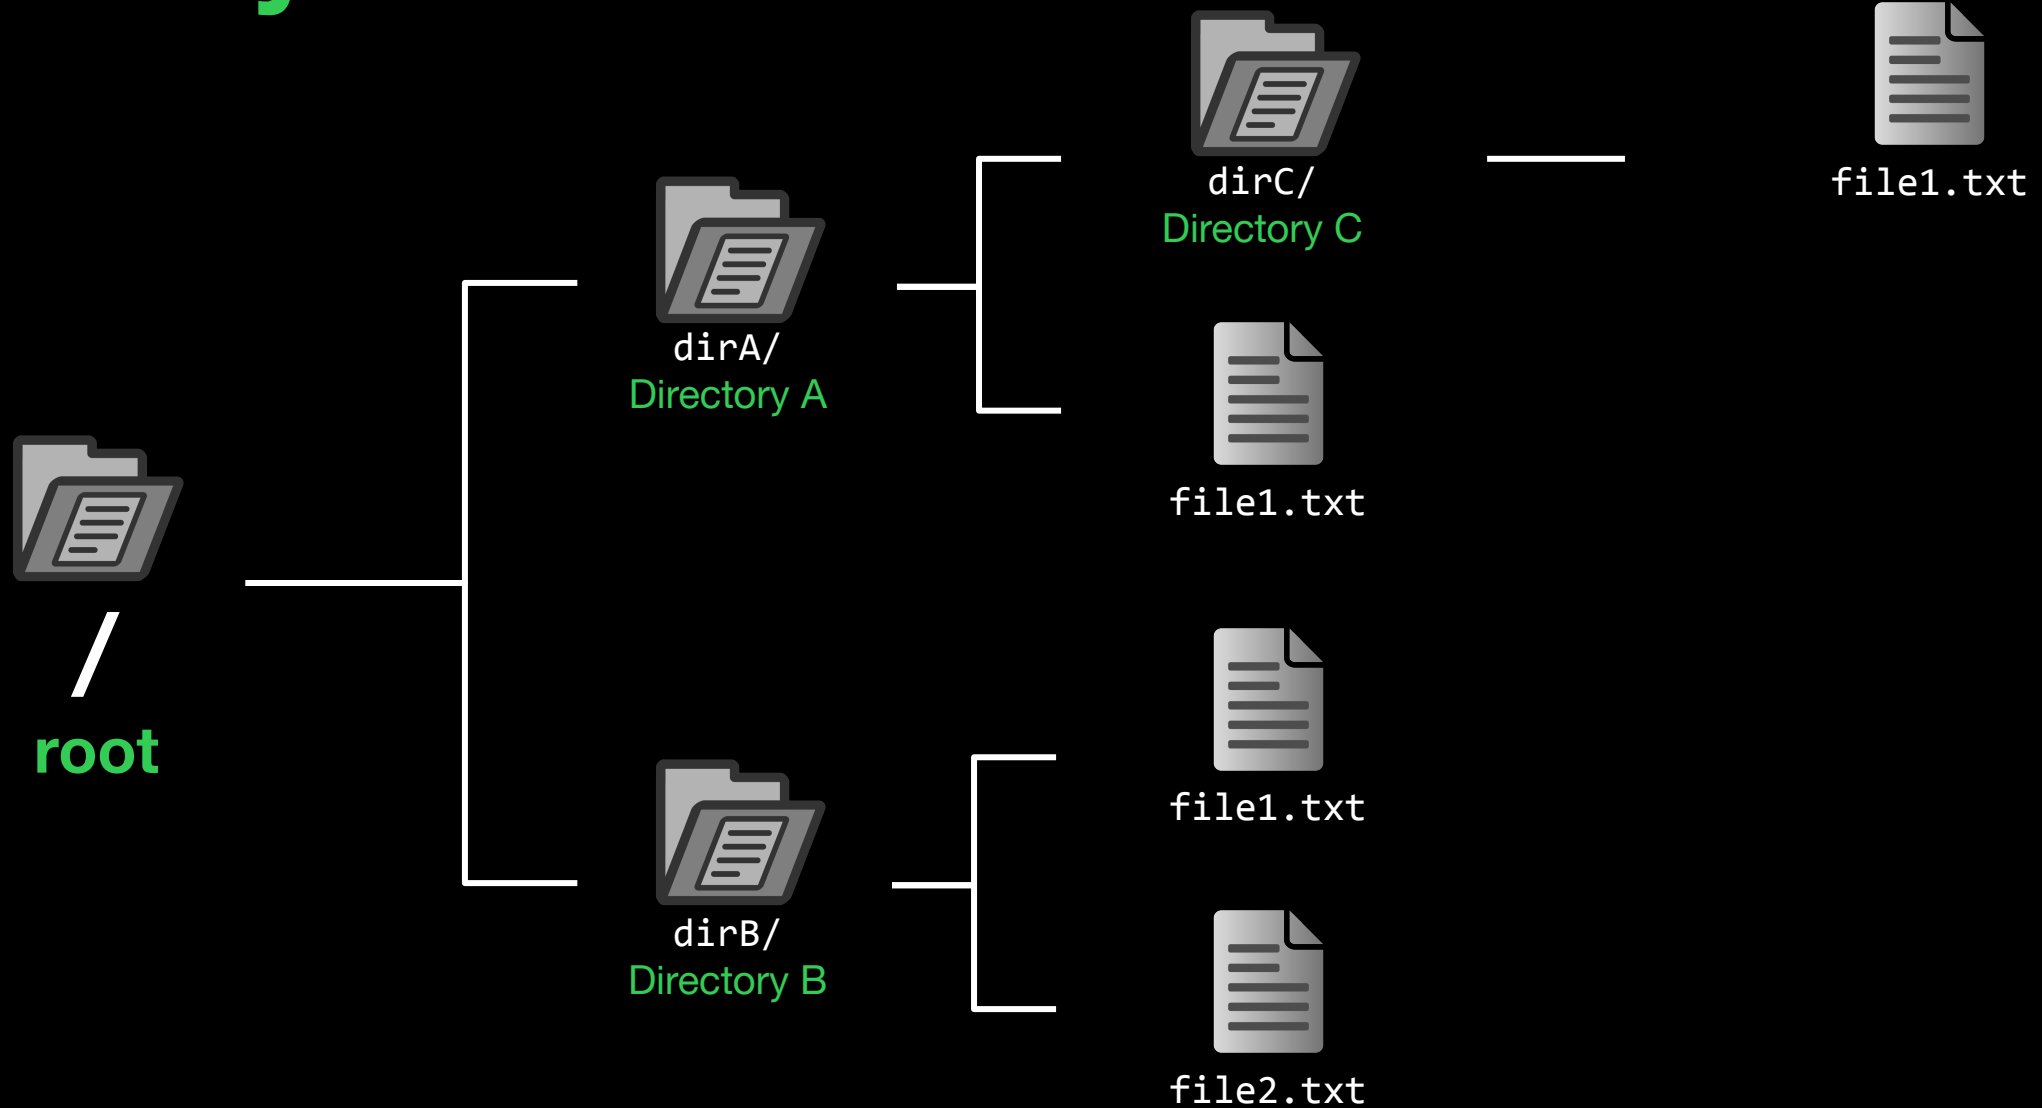 dirC/
Directory C
file1.txt
dirA/
Directory A
file1.txt
/
root
file1.txt
dirB/
Directory B
file2.txt